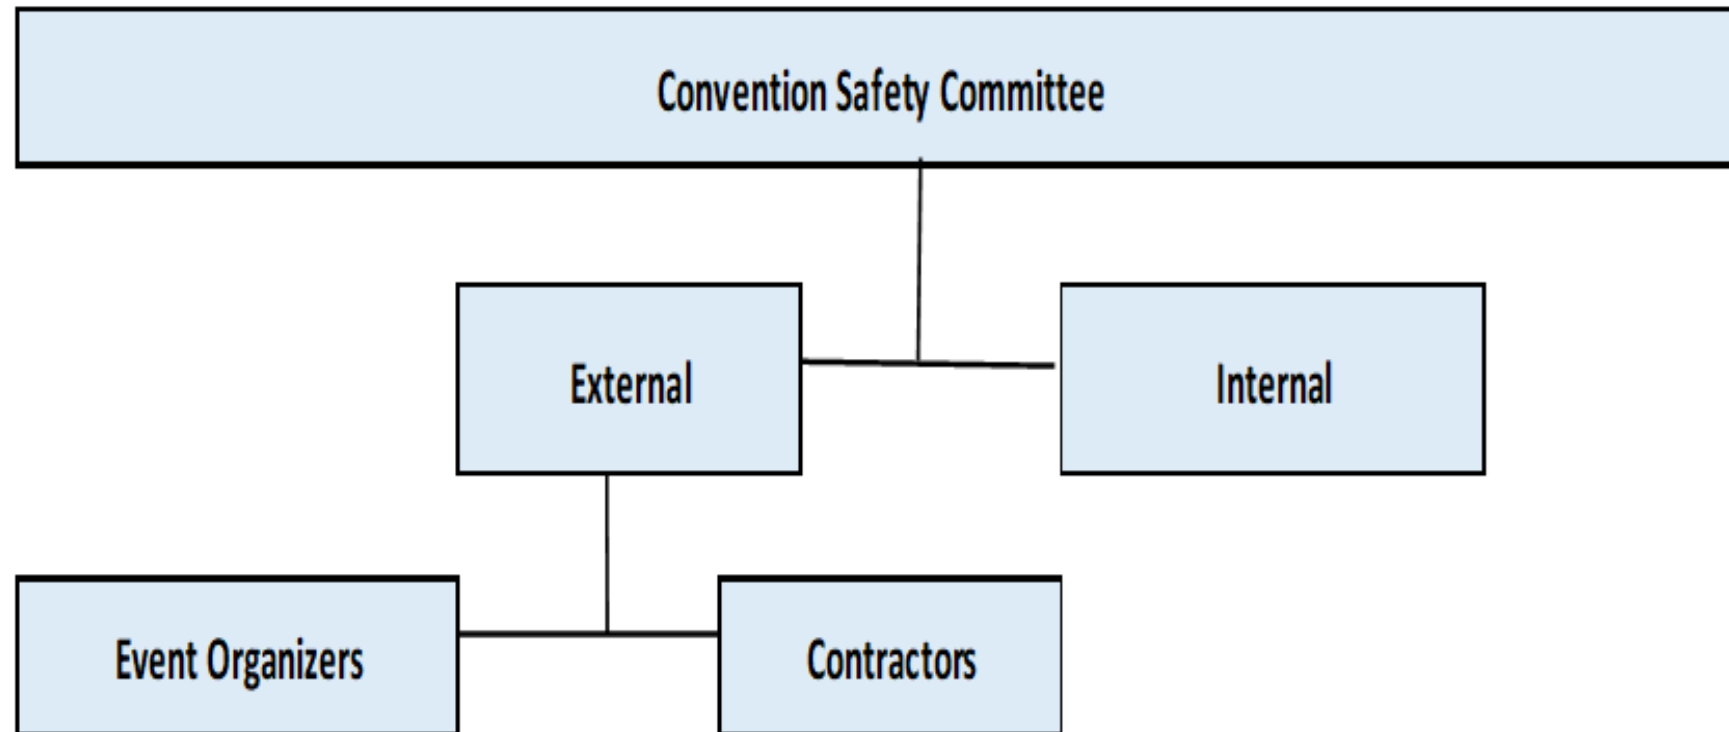 Convention Safety Committee
External
Internal
Event Organizers
Contractors